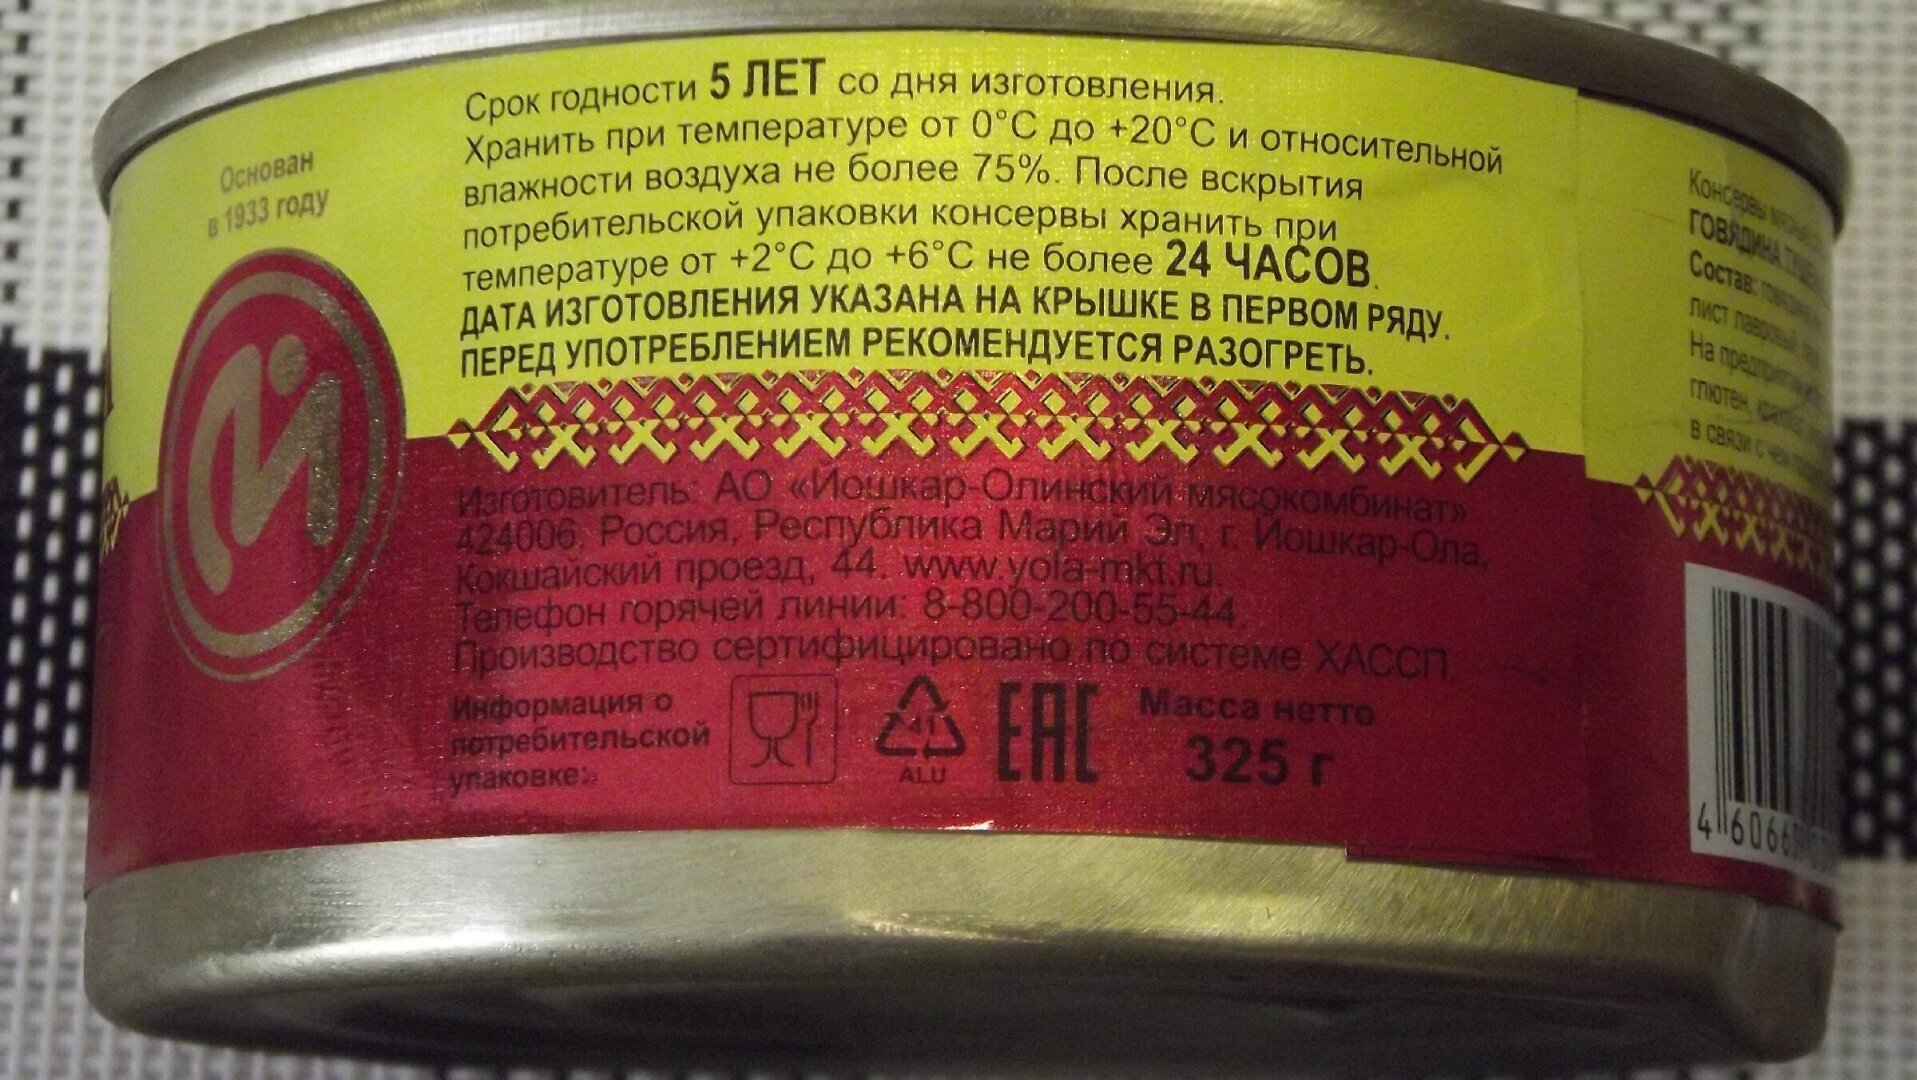 Основан
в 1933 году
Срок годности 5 ЛЕТ со дня изготовления.
Хранить при температуре от 0°С до +20°С и относительной
влажности воздуха не более 75%. После вскрытия
потребительской упаковки консервы хранить при
температуре от +2°С до +6°С не более 24 ЧАСОВ.
ДАТА ИЗГОТОВЛЕНИЯ УКАЗАНА НА КРЫШКЕ В ПЕРВОМ РЯДУ.
ПЕРЕД УПОТРЕБЛЕНИЕМ РЕКОМЕНДУЕТСЯ РАЗОГРЕТЬ.
Изготовитель: АО «Йошкар-Олинский мясокомбинат»
424006, Россия, Республика Марий Эл, г. Йошкар-Ола,
Кокшайский проезд, 44. www.yola-mkt.ru.
Телефон горячей линии: 8-800-200-55-44.
Производство сертифицировано по системе ХАССП
Информация о
потребительской
упаковке:
41
ALU
EAC
Масса нетто
325 г
Консервы
ГОВЯДИНА
Состав:
лист лавровый
На
глютен,
в связи с чем
4 6066